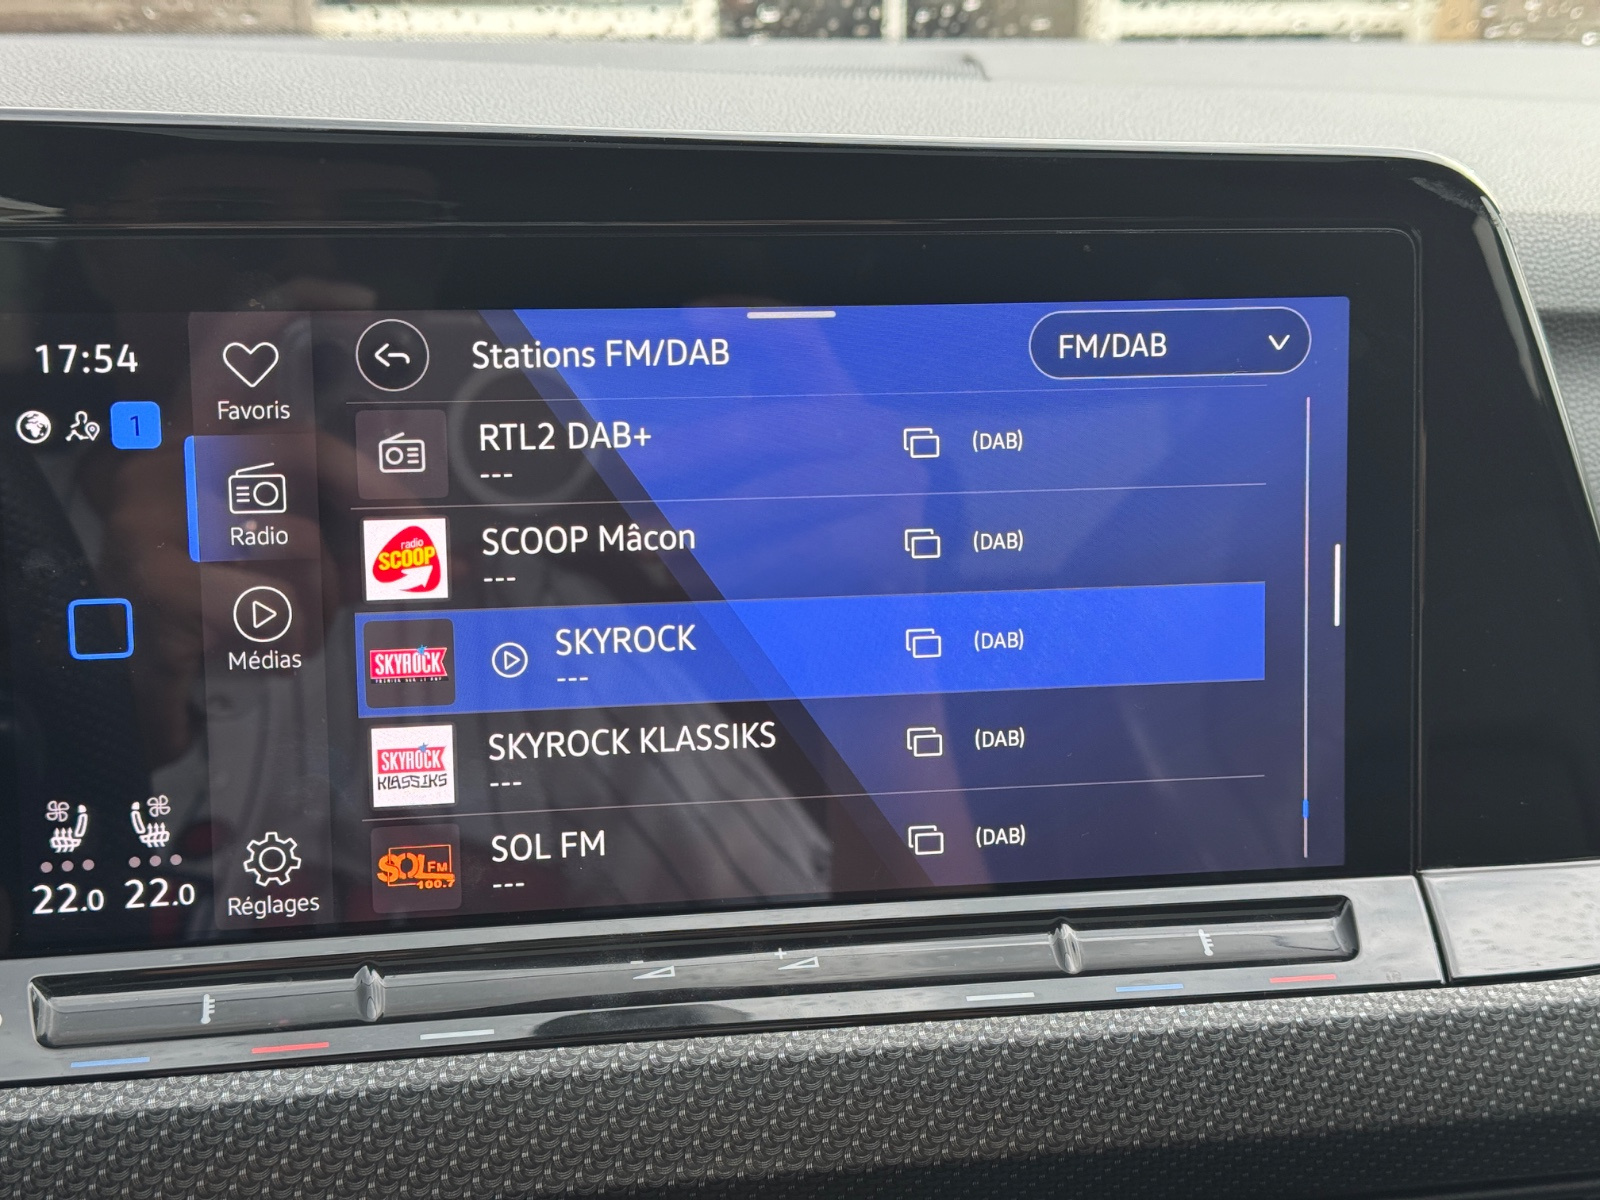 17:54
1
Favoris
Radio
Médias
Réglages
22.0
22.0
Stations FM/DAB
FM/DAB
RTL2 DAB+
(DAB)
---
radio
SCOOP
SCOOP Mâcon
(DAB)
---
SKYROCK
SKYROCK
(DAB)
---
SKYROCK
KLASSIKS
SKYROCK KLASSIKS
(DAB)
---
SOL FM
100.7
SOL FM
(DAB)
---